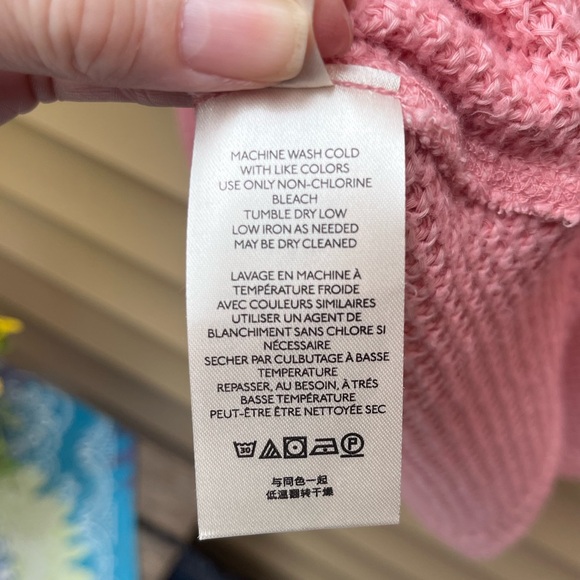 MACHINE WASH COLD
WITH LIKE COLORS
USE ONLY NON-CHLORINE
BLEACH
TUMBLE DRY LOW
LOW IRON AS NEEDED
MAY BE DRY CLEANED
LAVAGE EN MACHINE À
TEMPÉRATURE FROIDE
AVEC COULEURS SIMILAIRES
UTILISER UN AGENT DE
BLANCHIMENT SANS CHLORE SI
NÉCESSAIRE
SECHER PAR CULBUTAGE À BASSE
TEMPERATURE
REPASSER, AU BESOIN, À TRÉS
BASSE TEMPÉRATURE
PEUT-ÊTRE ÊTRE NETTOYÉE SEC
30 P
与同色一起
低温翻转干燥